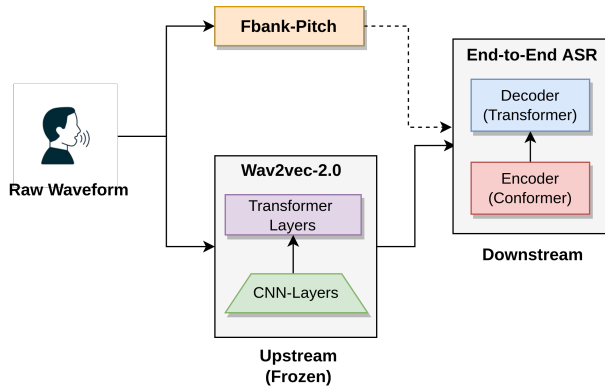 Fbank-Pitch
Raw Waveform
Wav2vec-2.0
Transformer
Layers
CNN-Layers
Upstream
(Frozen)
End-to-End ASR
Decoder
(Transformer)
Encoder
(Conformer)
Downstream